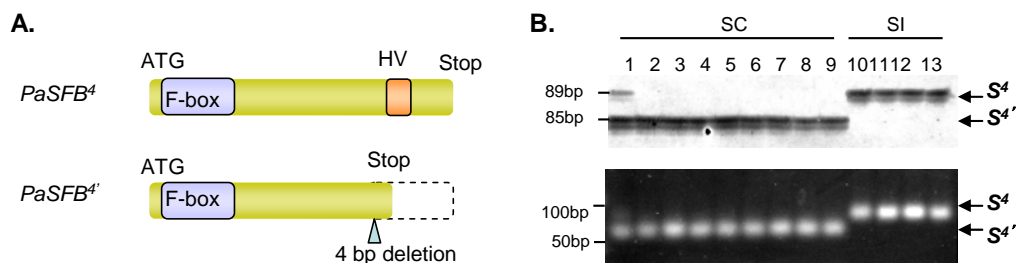 A.
ATG
HV
Stop
PaSFB⁴
F-box
Stop
ATG
PaSFB⁴'
F-box
4 bp deletion
B.
SC SI
1 2 3 4 5 6 7 8 9 10 11 12 13
89bp
S⁴
85bp
S⁴'
100bp
S⁴
50bp
S⁴'